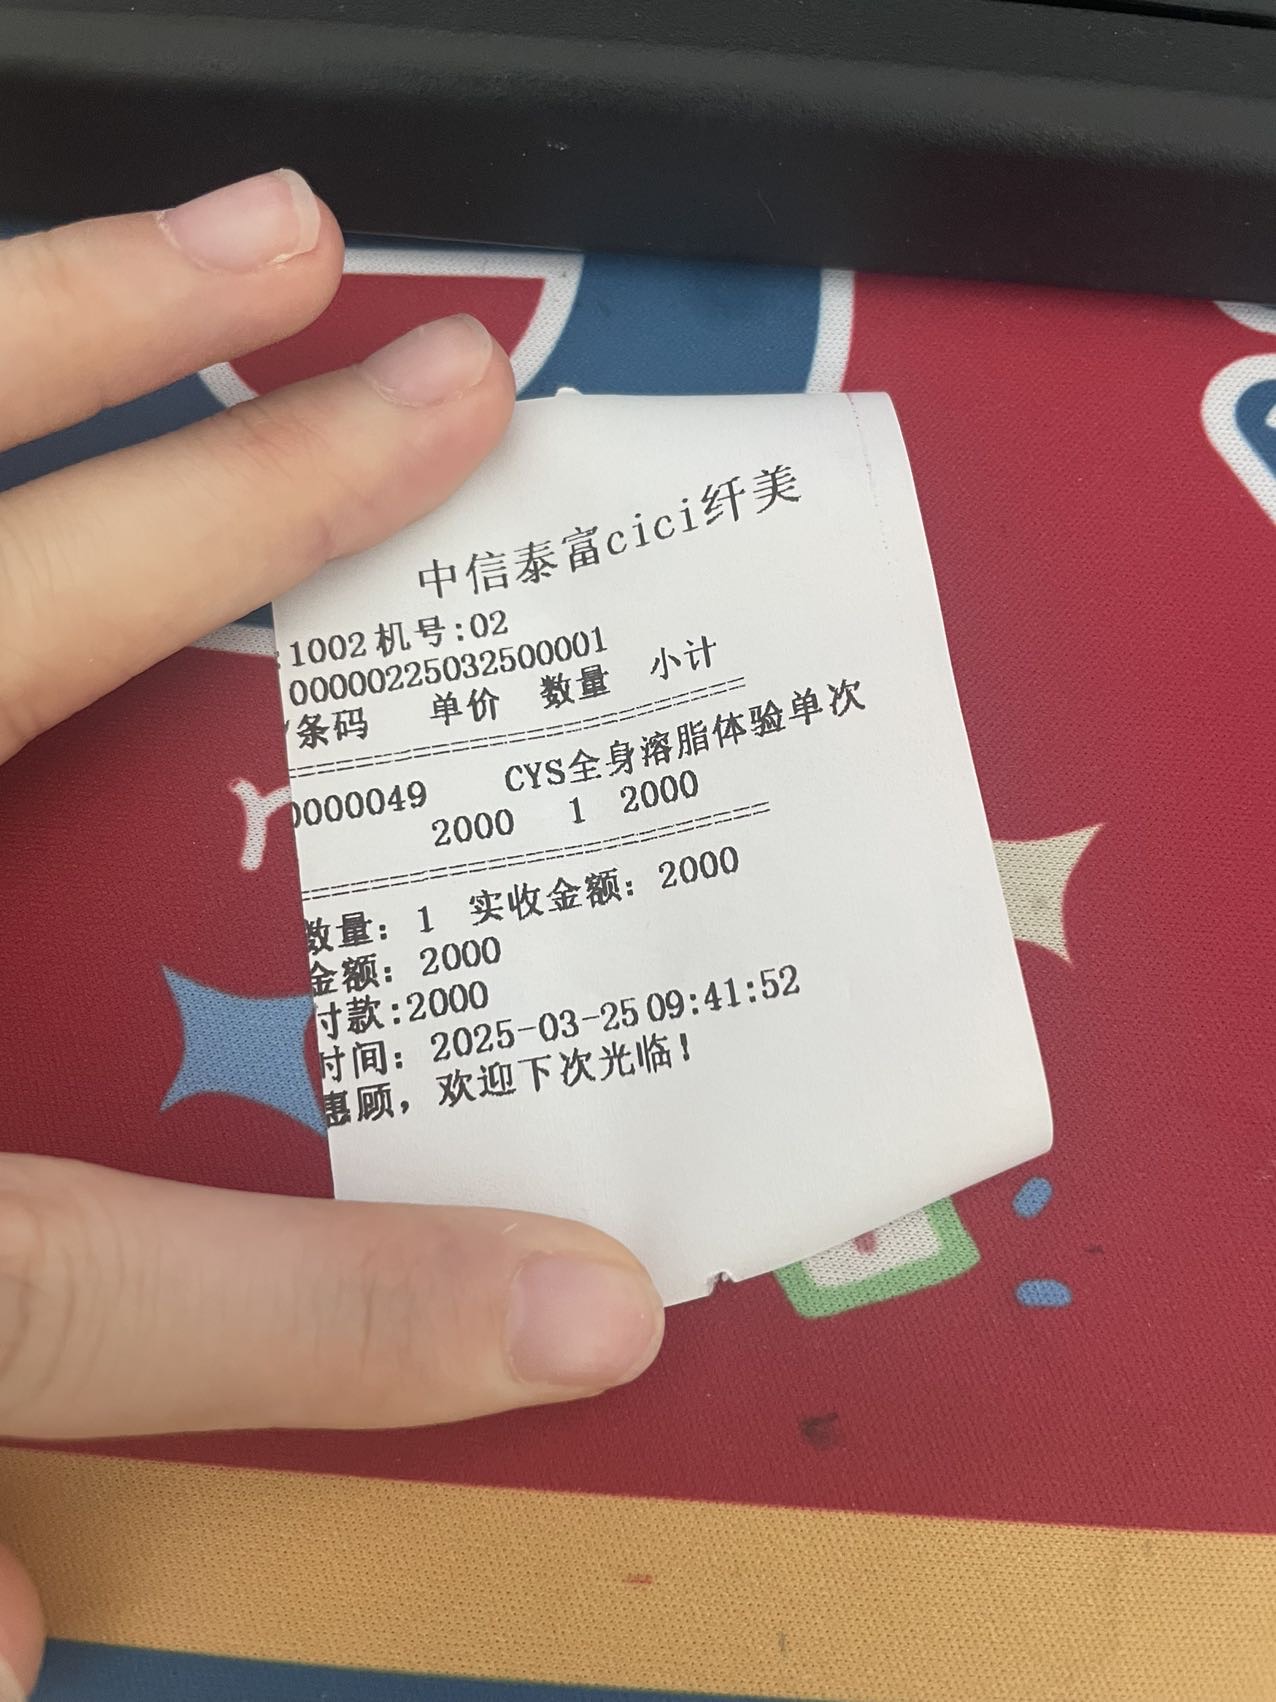 中信泰富cici纤美
:1002 机号:02
00000225032500001
/条码 单价 数量 小计
0000049 CYS全身溶脂体验单次
2000 1 2000
数量: 1 实收金额: 2000
金额: 2000
付款:2000
时间: 2025-03-25 09:41:52
惠顾, 欢迎下次光临!